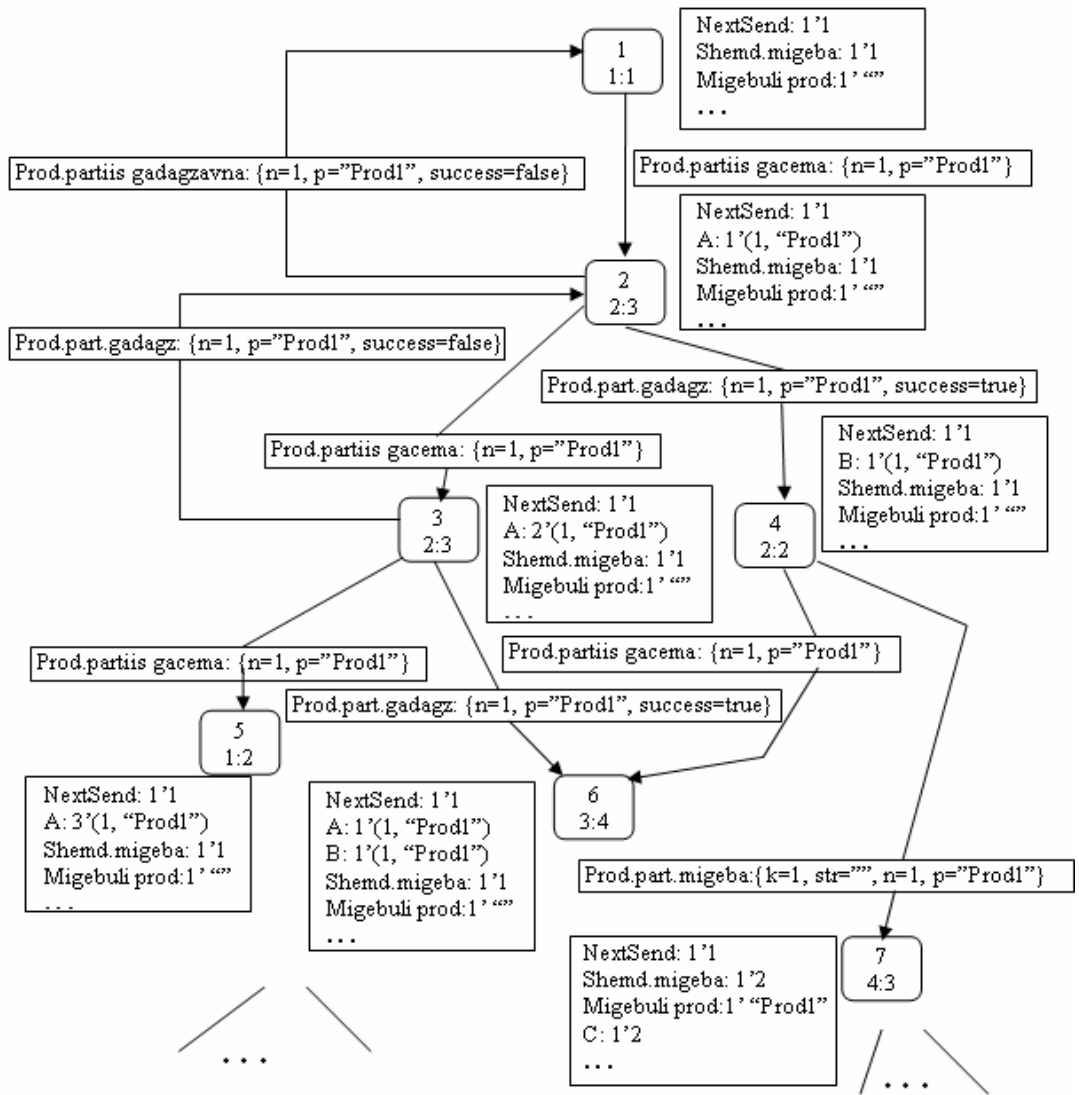 1
1:1
NextSend: 1’1
Shemd.migeba: 1’1
Migebuli prod:1’ “”
. . .
Prod.partiis gadagzavna: {n=1, p=”Prod1”, success=false}
Prod.partiis gacema: {n=1, p=”Prod1”}
NextSend: 1’1
A: 1’(1, “Prod1”)
Shemd.migeba: 1’1
Migebuli prod:1’ “”
...
2
2:3
Prod.part.gadagz: {n=1, p=”Prod1”, success=false}
Prod.part.gadagz: {n=1, p=”Prod1”, success=true}
Prod.partiis gacema: {n=1, p=”Prod1”}
NextSend: 1’1
B: 1’(1, “Prod1”)
Shemd.migeba: 1’1
Migebuli prod:1’ “”
. . .
3
2:3
NextSend: 1’1
A: 2’(1, “Prod1”)
Shemd.migeba: 1’1
Migebuli prod:1’ “”
. . .
4
2:2
Prod.partiis gacema: {n=1, p=”Prod1”}
Prod.partiis gacema: {n=1, p=”Prod1”}
Prod.part.gadagz: {n=1, p=”Prod1”, success=true}
5
1:2
NextSend: 1’1
A: 3’(1, “Prod1”)
Shemd.migeba: 1’1
Migebuli prod:1’ “”
. . .
NextSend: 1’1
A: 1’(1, “Prod1”)
B: 1’(1, “Prod1”)
Shemd.migeba: 1’1
Migebuli prod:1’ “”
. . .
6
3:4
Prod.part.migeba:{k=1, str=””, n=1, p=”Prod1”}
NextSend: 1’1
Shemd.migeba: 1’2
Migebuli prod:1’ “Prod1”
C: 1’2
. . .
7
4:3
. . .
. . .